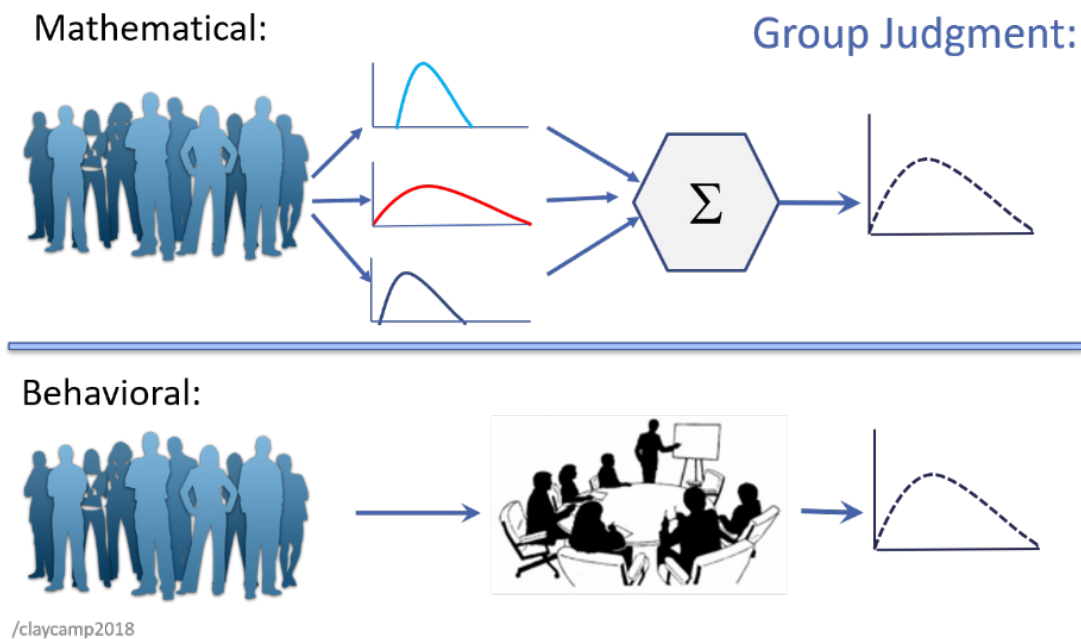 Mathematical:
Group Judgment:
Σ
Behavioral:
/claycamp2018